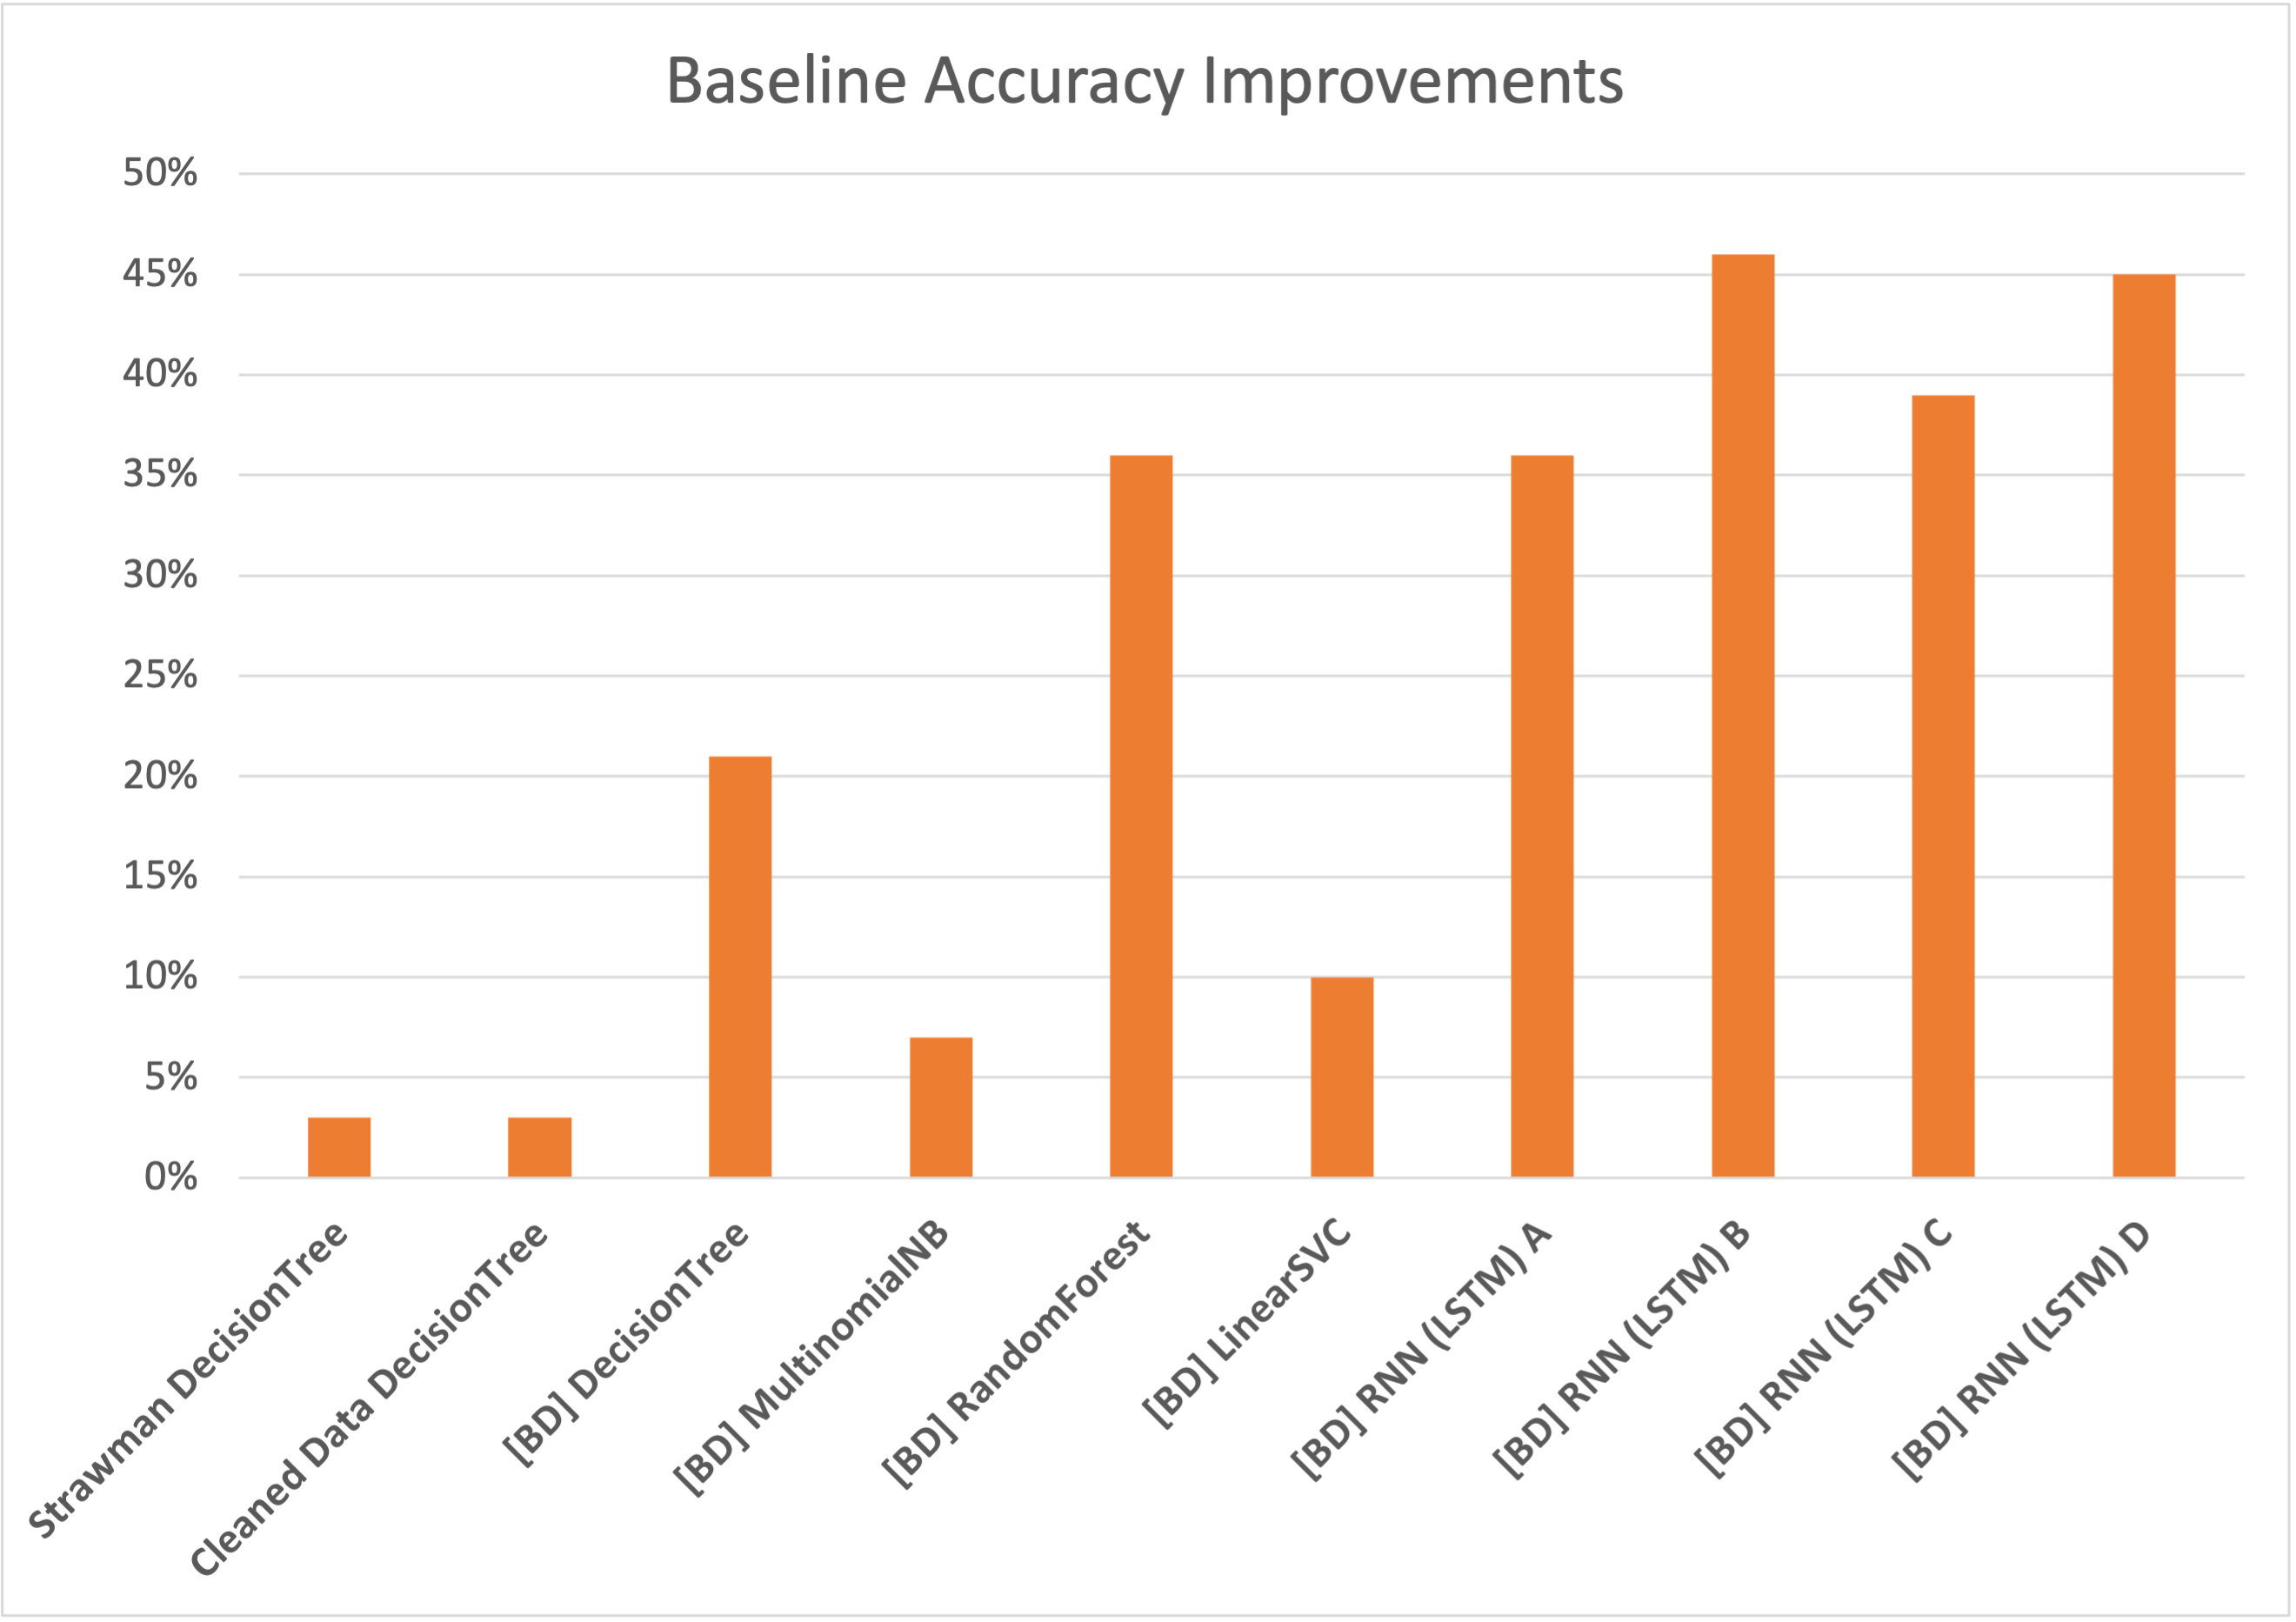 Baseline Accuracy Improvements
50%
45%
40%
35%
30%
25%
20%
15%
10%
5%
0%
Strawman DecisionTree
Cleaned Data DecisionTree
[BD] DecisionTree
[BD] MultinomialNB
[BD] RandomForest
[BD] LinearSVC
[BD] RNN (LSTM) A
[BD] RNN (LSTM) B
[BD] RNN (LSTM) C
[BD] RNN (LSTM) D